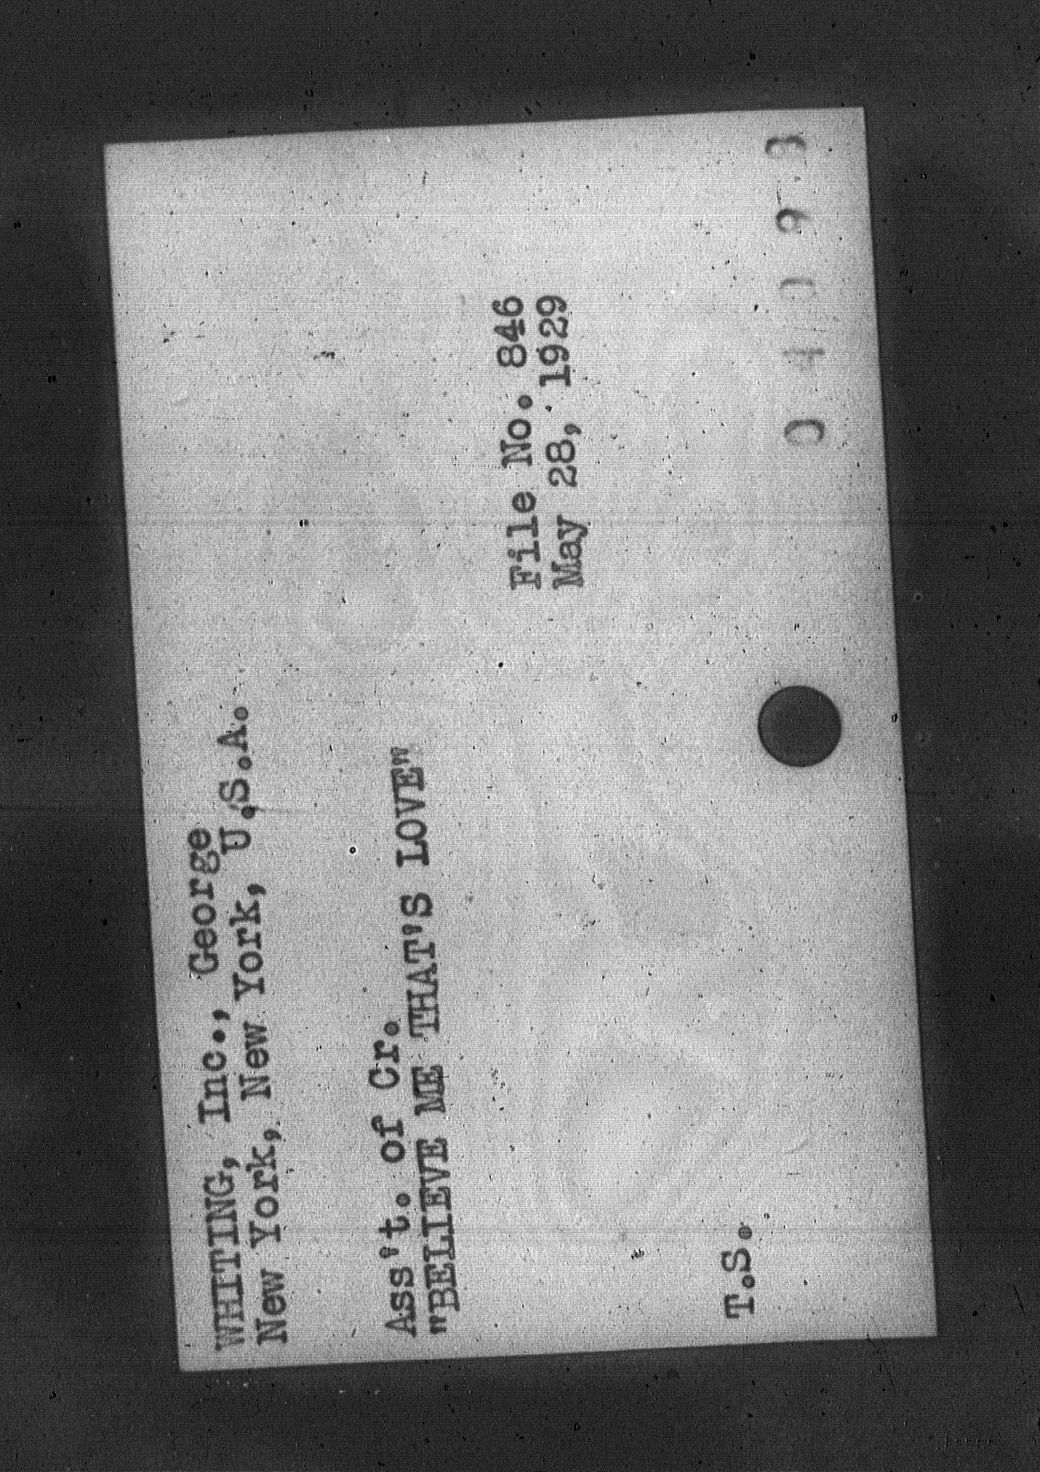 WHITING, Inc., George
New York, New York, U.S.A.
Ass't. of Cr.
"BELIEVE ME THAT'S LOVE"
File No. 846
May 28, 1929
T.S.